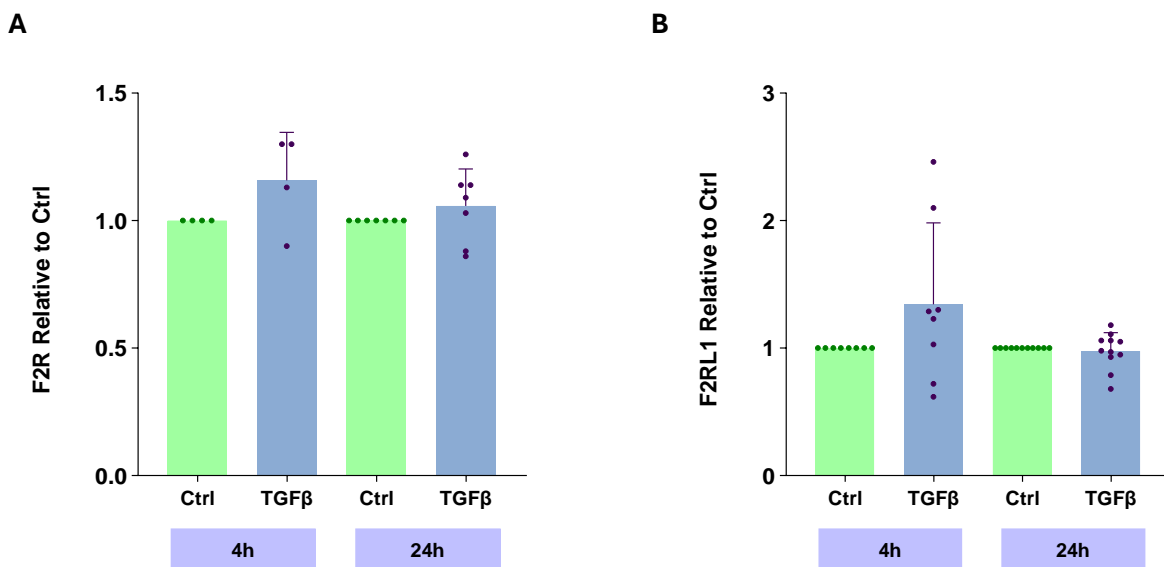 A
F2R Relative to Ctrl
1.5
1.0
0.5
0.0
Ctrl TGFβ Ctrl TGFβ
4h 24h
B
F2RL1 Relative to Ctrl
3
2
1
0
Ctrl TGFβ Ctrl TGFβ
4h 24h